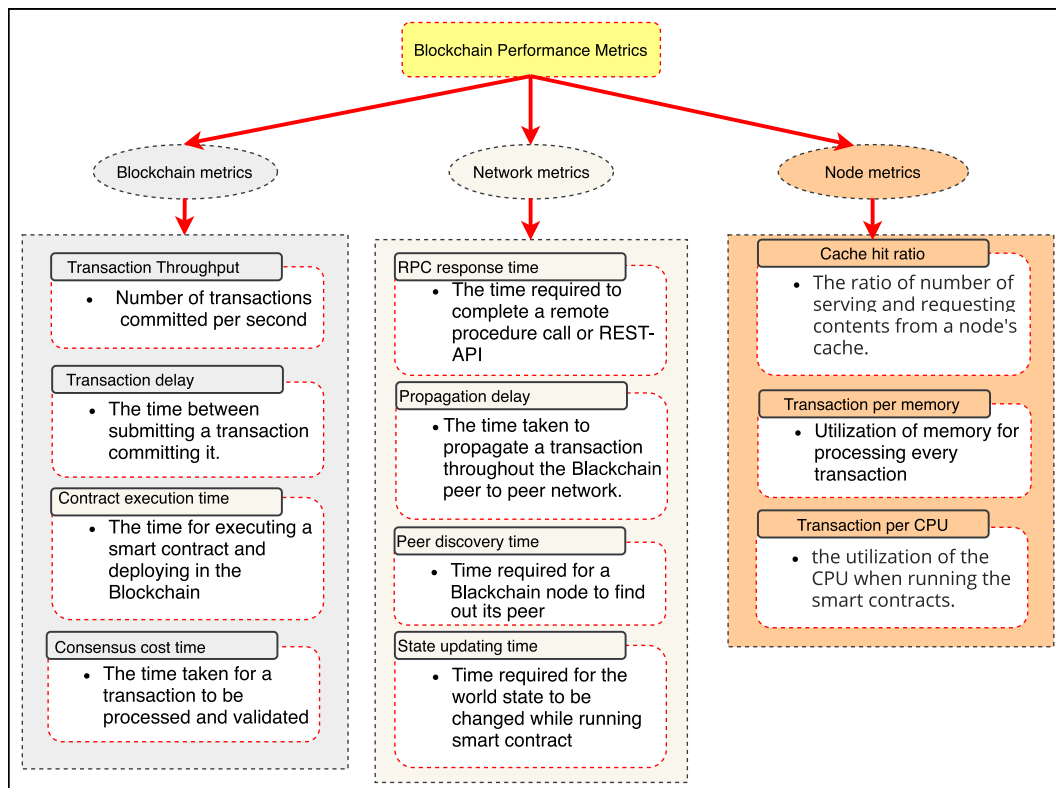 Blockchain Performance Metrics
Blockchain metrics
Network metrics
Node metrics
Transaction Throughput
• Number of transactions
committed per second
Transaction delay
• The time between
submitting a transaction
committing it.
Contract execution time
• The time for executing a
smart contract and
deploying in the
Blockchain
Consensus cost time
• The time taken for a
transaction to be
processed and validated
RPC response time
• The time required to
complete a remote
procedure call or REST-
API
Propagation delay
• The time taken to
propagate a transaction
throughout the Blackchain
peer to peer network.
Peer discovery time
• Time required for a
Blackchain node to find
out its peer
State updating time
• Time required for the
world state to be
changed while running
smart contract
Cache hit ratio
• The ratio of number of
serving and requesting
contents from a node's
cache.
Transaction per memory
• Utilization of memory for
processing every
transaction
Transaction per CPU
• the utilization of the
CPU when running the
smart contracts.